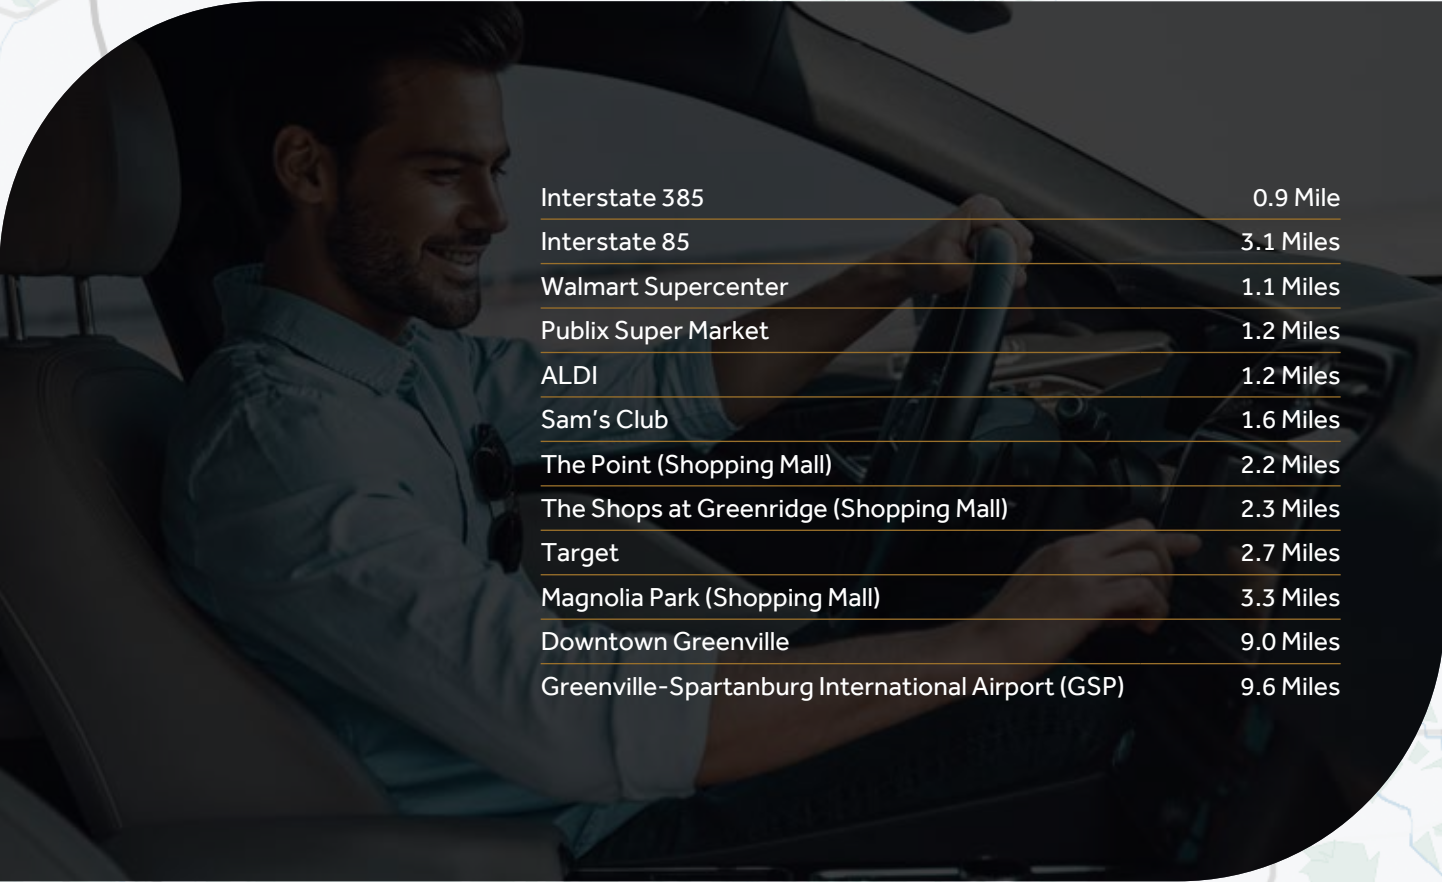 Interstate 385 0.9 Mile
Interstate 85 3.1 Miles
Walmart Supercenter 1.1 Miles
Publix Super Market 1.2 Miles
ALDI 1.2 Miles
Sam's Club 1.6 Miles
The Point (Shopping Mall) 2.2 Miles
The Shops at Greenridge (Shopping Mall) 2.3 Miles
Target 2.7 Miles
Magnolia Park (Shopping Mall) 3.3 Miles
Downtown Greenville 9.0 Miles
Greenville-Spartanburg International Airport (GSP) 9.6 Miles